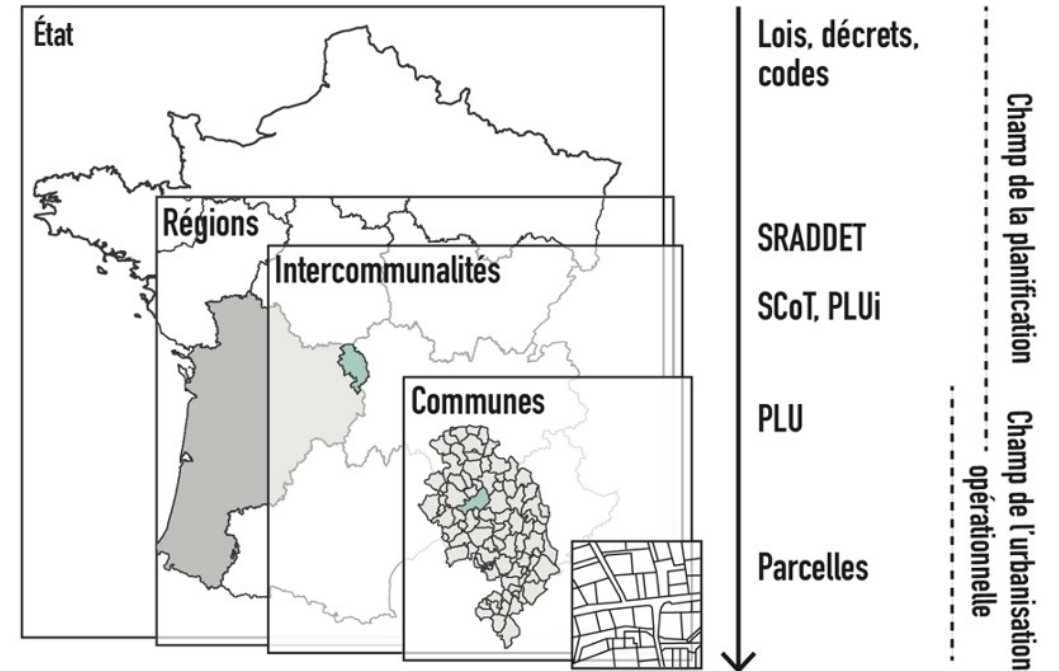 État
Régions
Intercommunalités
Communes
Lois, décrets,
codes
SRADDET
SCoT, PLUi
PLU
Parcelles
Champ de la planification
Champ de l'urbanisation
opérationnelle